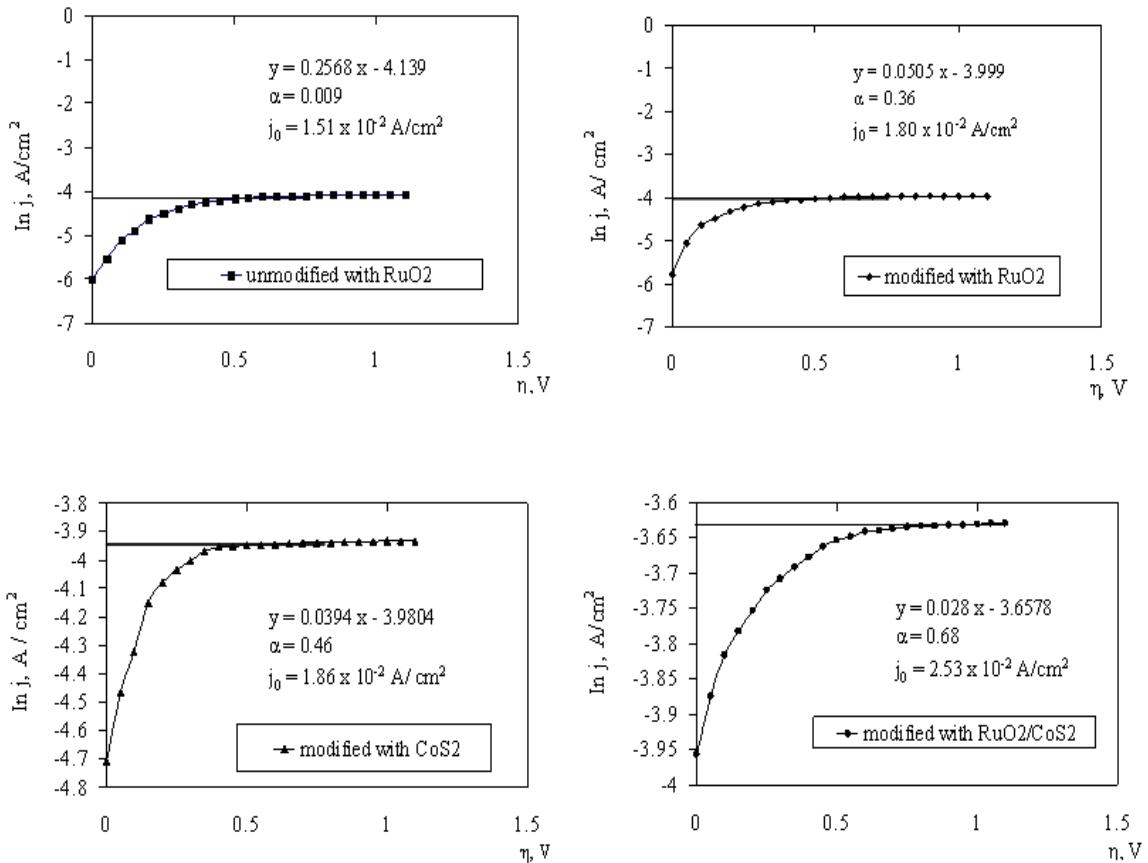 0
-1
-2
-3
-4
-5
-6
-7
ln j, A/cm²
y = 0.2568 x - 4.139
α = 0.009
j₀ = 1.51 x 10⁻² A/cm²
unmodified with RuO2
0 0.5 1 1.5
η, V
0
-1
-2
-3
-4
-5
-6
-7
ln j, A/ cm²
y = 0.0505 x - 3.999
α = 0.36
j₀ = 1.80 x 10⁻² A/cm²
modified with RuO2
0 0.5 1 1.5
η, V
-3.8
-3.9
-4
-4.1
-4.2
-4.3
-4.4
-4.5
-4.6
-4.7
-4.8
ln j, A / cm²
y = 0.0394 x - 3.9804
α = 0.46
j₀ = 1.86 x 10⁻² A/ cm²
modified with CoS2
0 0.5 1 1.5
η, V
-3.6
-3.65
-3.7
-3.75
-3.8
-3.85
-3.9
-3.95
-4
ln j, A/cm²
y = 0.028 x - 3.6578
α = 0.68
j₀ = 2.53 x 10⁻² A/cm²
modified with RuO2/CoS2
0 0.5 1 1.5
η, V